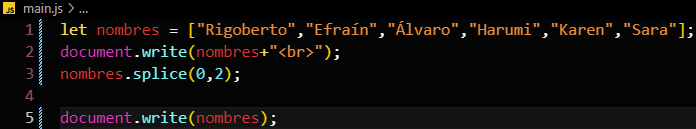 JS main.js > ...
1 let nombres = ["Rigoberto","Efraín","Álvaro","Harumi","Karen","Sara"];
2 document.write(nombres+"<br>");
3 nombres.splice(0,2);
4
5 document.write(nombres);